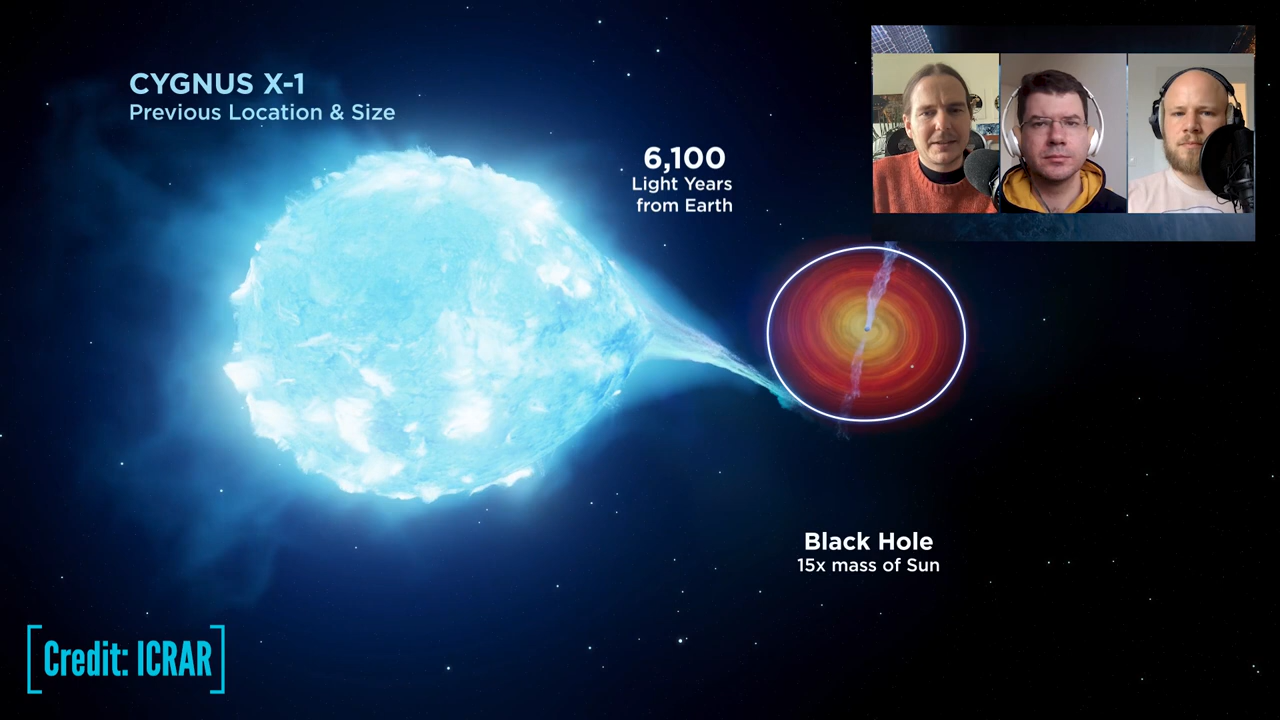 CYGNUS X-1
Previous Location & Size
6,100
Light Years
from Earth
Black Hole
15x mass of Sun
Credit: ICRAR